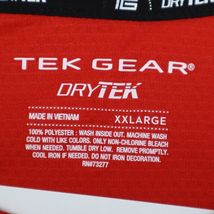 DRYTEK
TEK GEAR®
DRYTEK
MADE IN VIETNAM XXLARGE
100% POLYESTER : WASH INSIDE OUT. MACHINE WASH
COLD WITH LIKE COLORS. ONLY NON-CHLORINE BLEACH
WHEN NEEDED. TUMBLE DRY LOW. REMOVE PROMPTLY.
COOL IRON IF NEEDED. DO NOT IRON DECORATION.
RN#73277